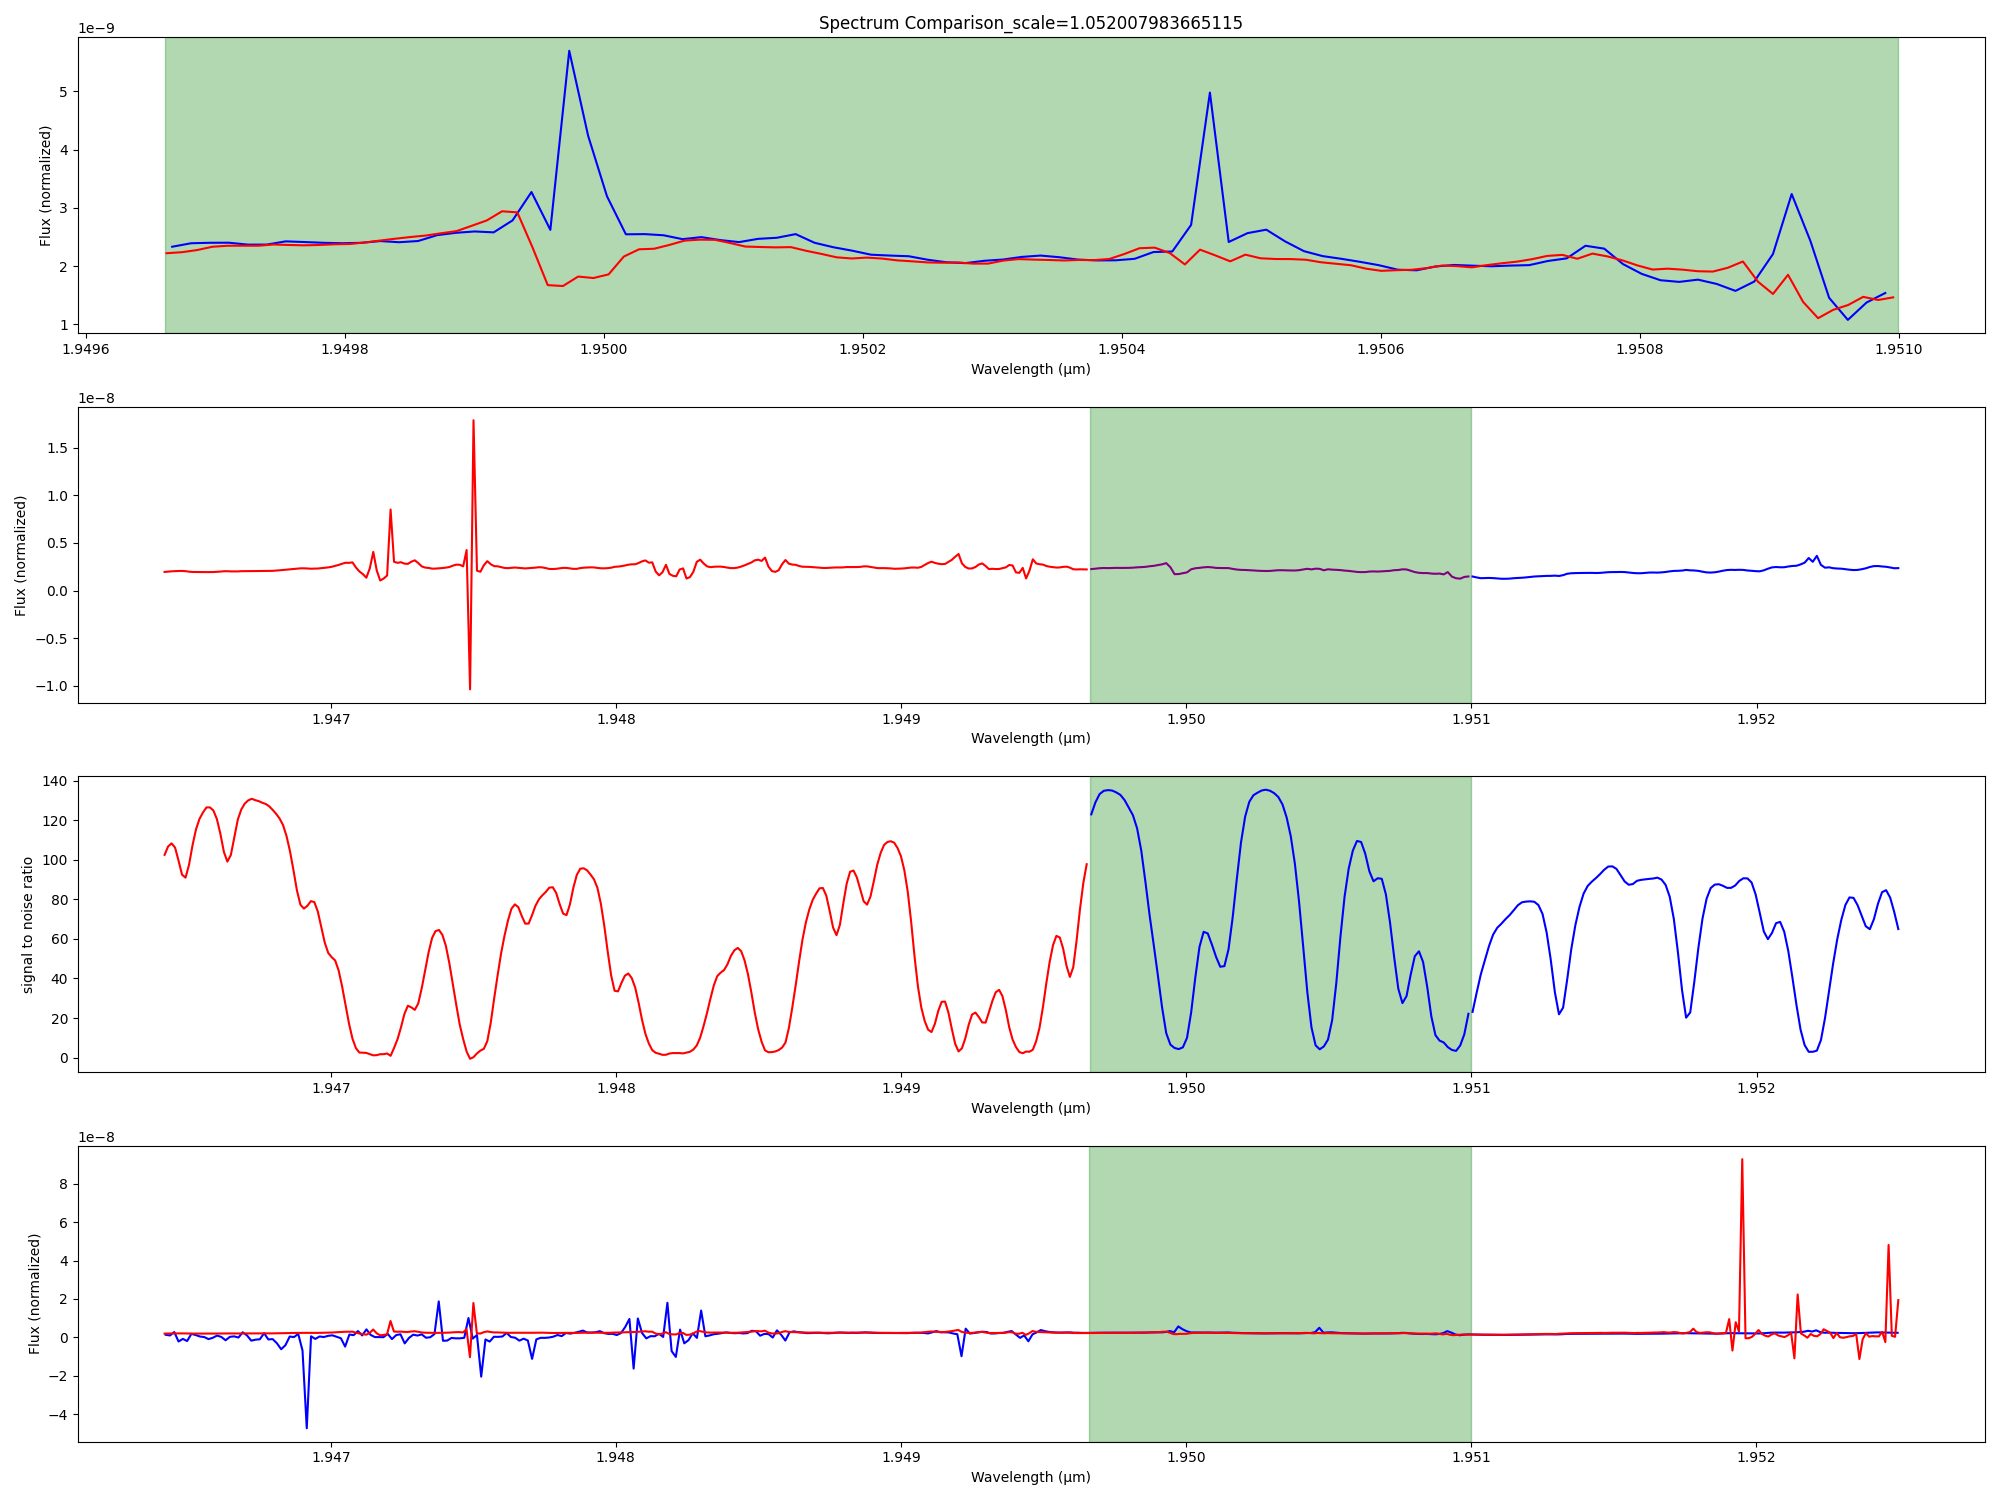 Spectrum Comparison_scale=1.052007983665115
1e−9
Flux (normalized)
5
4
3
2
1
1.9496 1.9498 1.9500 1.9502 1.9504 1.9506 1.9508 1.9510
Wavelength (μm)
1e−8
Flux (normalized)
1.5
1.0
0.5
0.0
−0.5
−1.0
1.947 1.948 1.949 1.950 1.951 1.952
Wavelength (μm)
signal to noise ratio
140
120
100
80
60
40
20
0
1.947 1.948 1.949 1.950 1.951 1.952
Wavelength (μm)
1e−8
Flux (normalized)
8
6
4
2
0
−2
−4
1.947 1.948 1.949 1.950 1.951 1.952
Wavelength (μm)